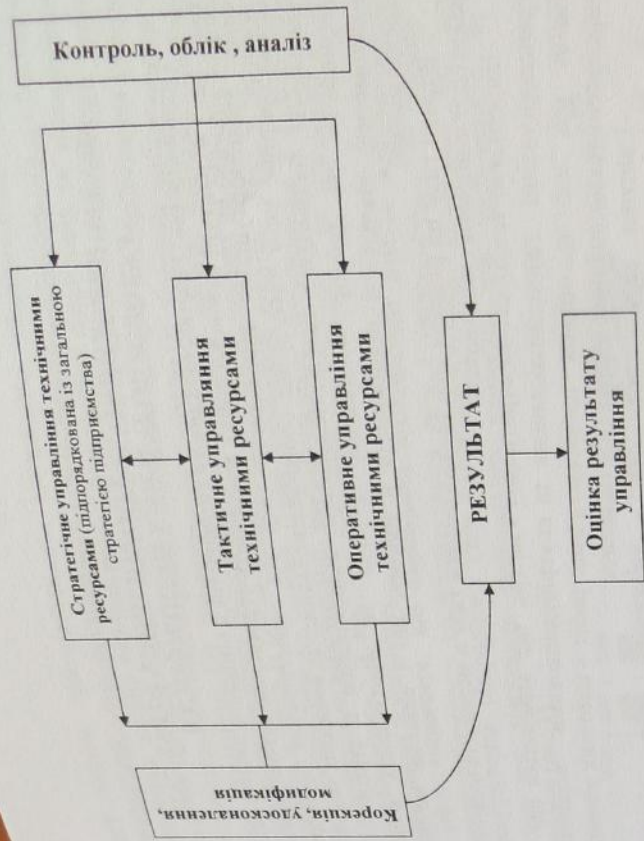 Контроль, облік , аналіз
Стратегічне управління технічними
ресурсами (підпорядкована із загальною
стратегією підприємства)
Тактичне управляння
технічними ресурсами
Оперативне управління
технічними ресурсами
Корекція, удосконалення,
модифікація
РЕЗУЛЬТАТ
Оцінка результату
управління